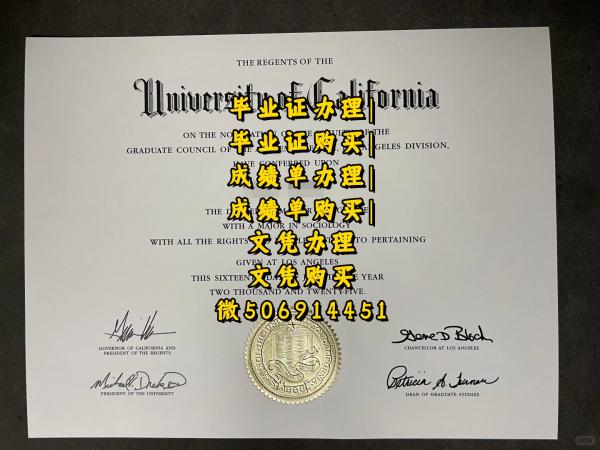 THE REGENTS OF THE
University of California
毕业证办理|
ON THE
THE
毕业证购买|
GRADUATE COUNCIL OF THE
DIVISION,
HAVE CONFERRED UPON
成绩单办理|
成绩单购买|
THE
WITH A MAJOR IN SOCIOLOGY
文凭办理
WITH ALL THE RIGHTS
TO PERTAINING
GIVEN AT LOS ANGELES
文凭购买
THIS SIXTEENTH
YEAR
TWO THOUSAND AND TWENTY-FIVE.
微506914451
GOVERNOR OF CALIFORNIA AND
PRESIDENT OF THE REGENTS
Gene D Block
CHANCELLOR AT LOS ANGELES
PRESIDENT OF THE UNIVERSITY
DEAN OF GRADUATE STUDIES